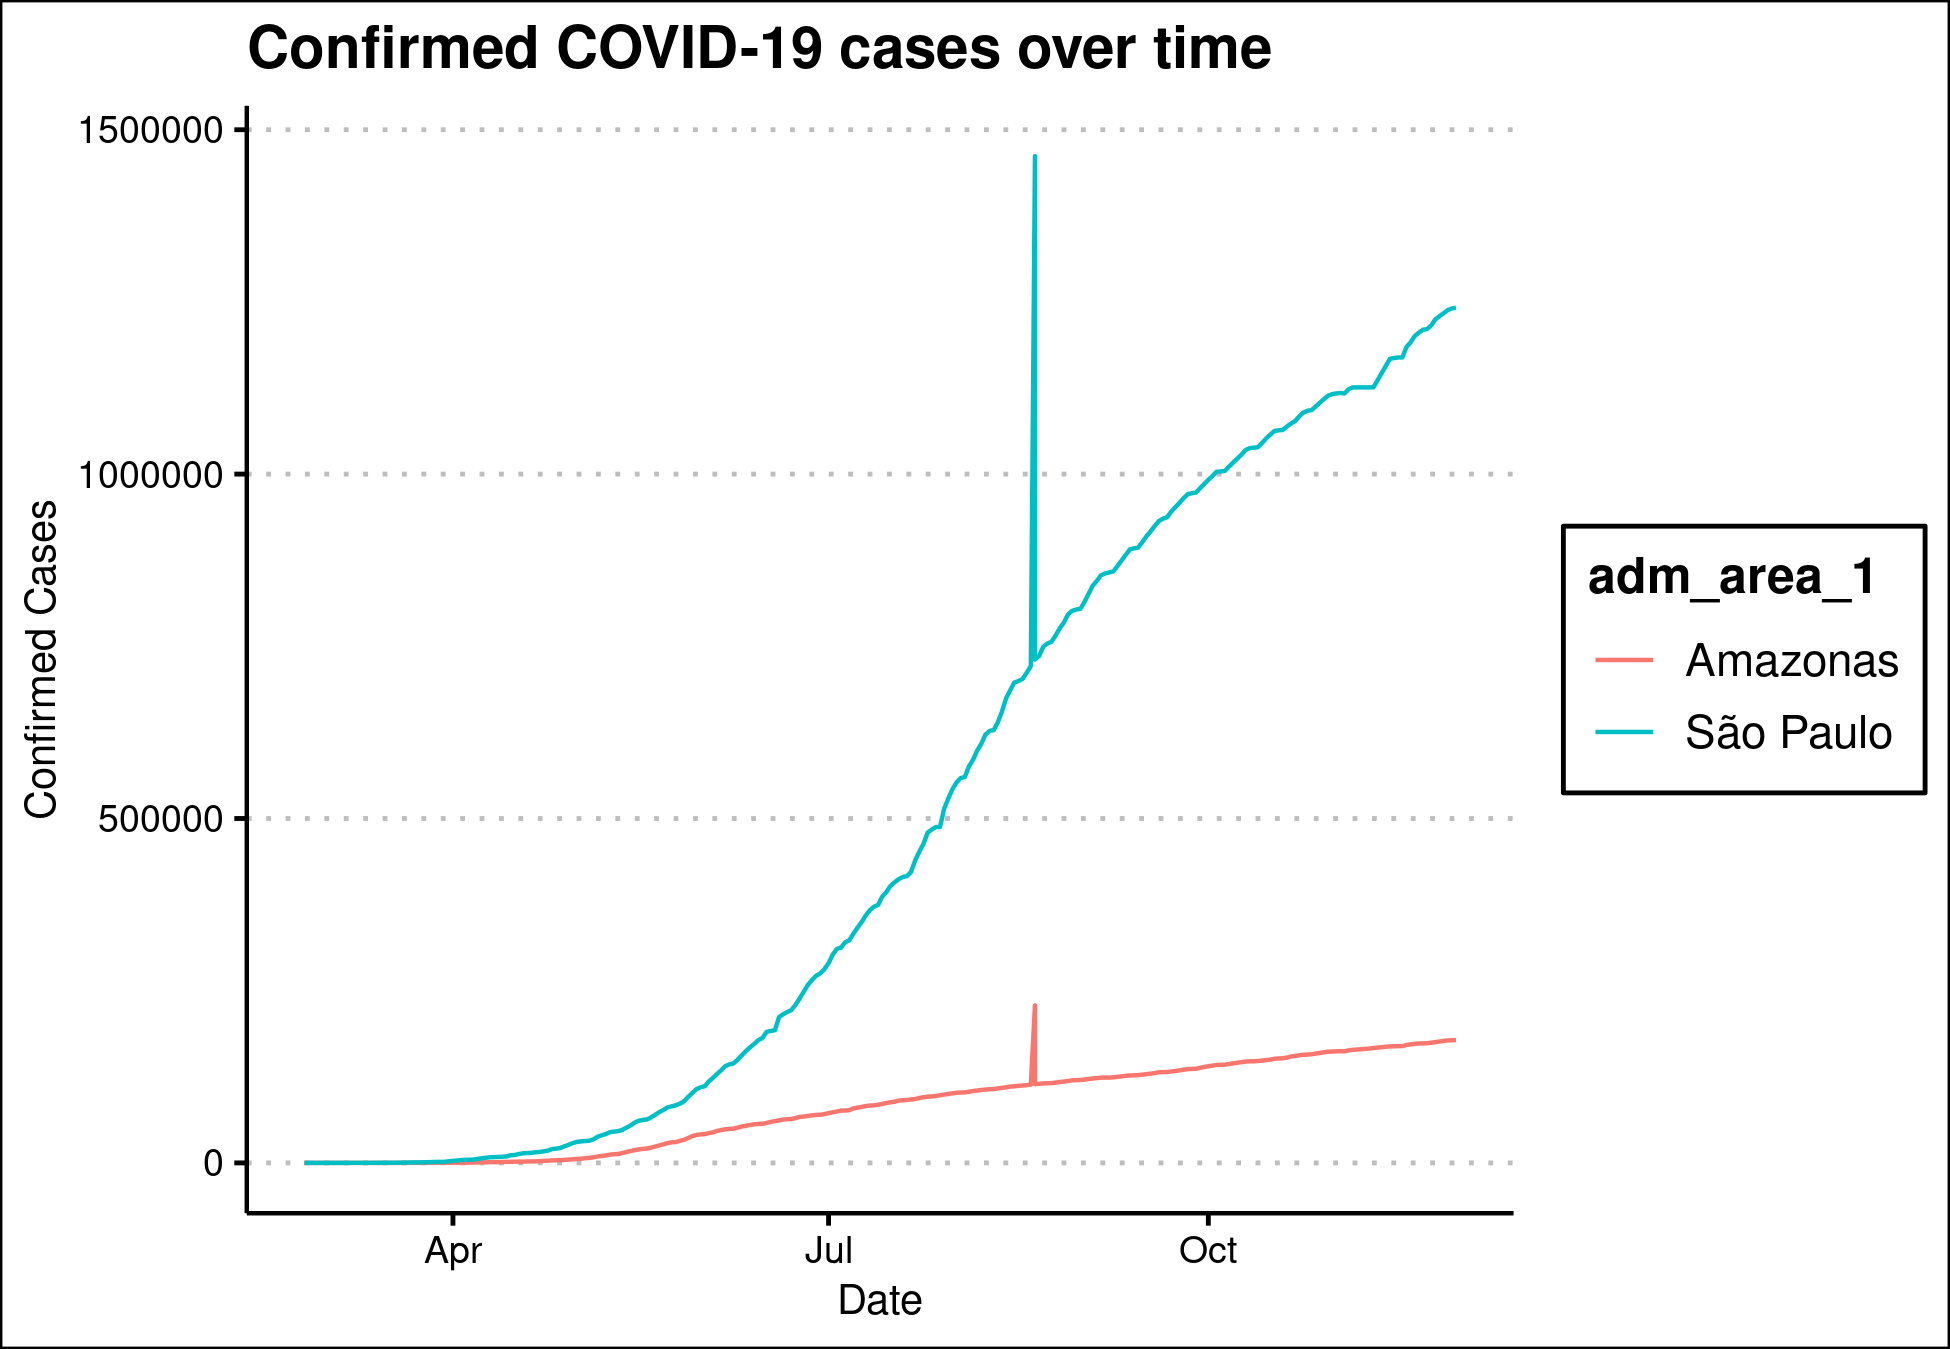 Confirmed COVID-19 cases over time
1500000
1000000
500000
0
Confirmed Cases
Apr
Jul
Oct
Date
adm_area_1
Amazonas
São Paulo